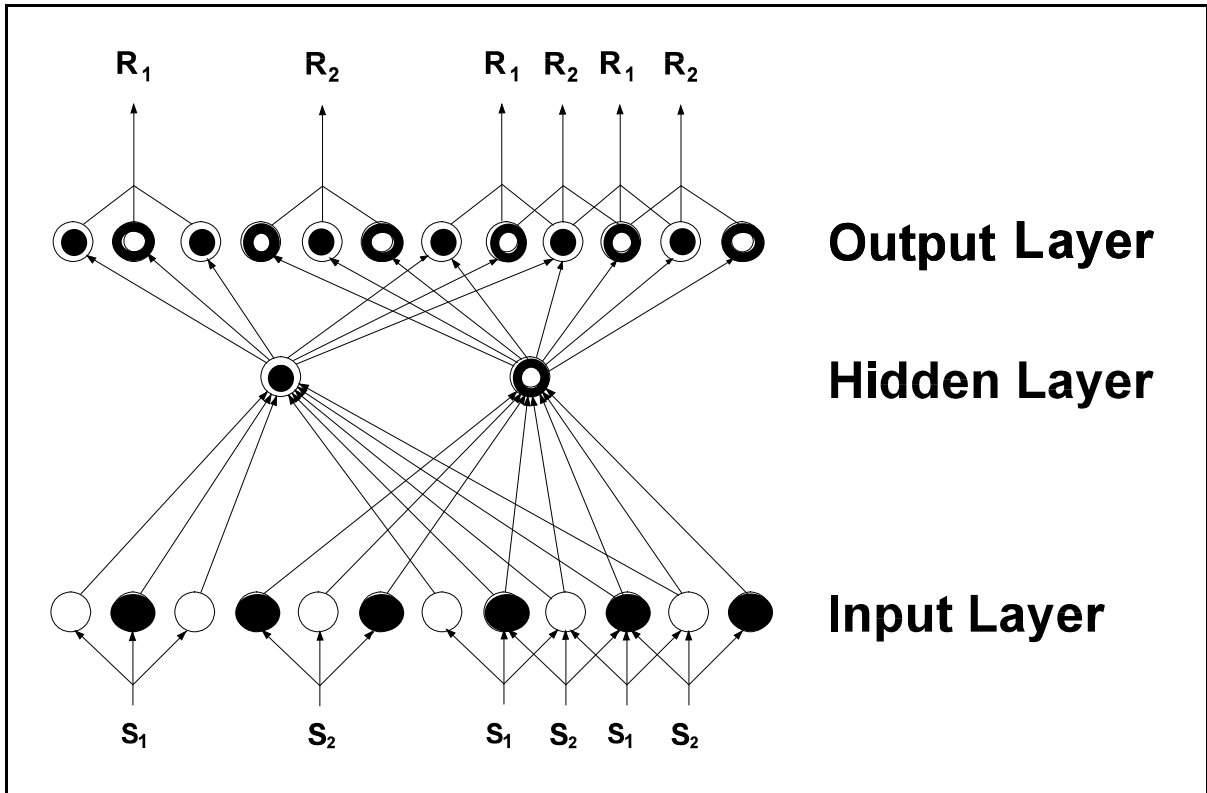 R₁ R₂ R₁ R₂ R₁ R₂
Output Layer
Hidden Layer
Input Layer
S₁ S₂ S₁ S₂ S₁ S₂